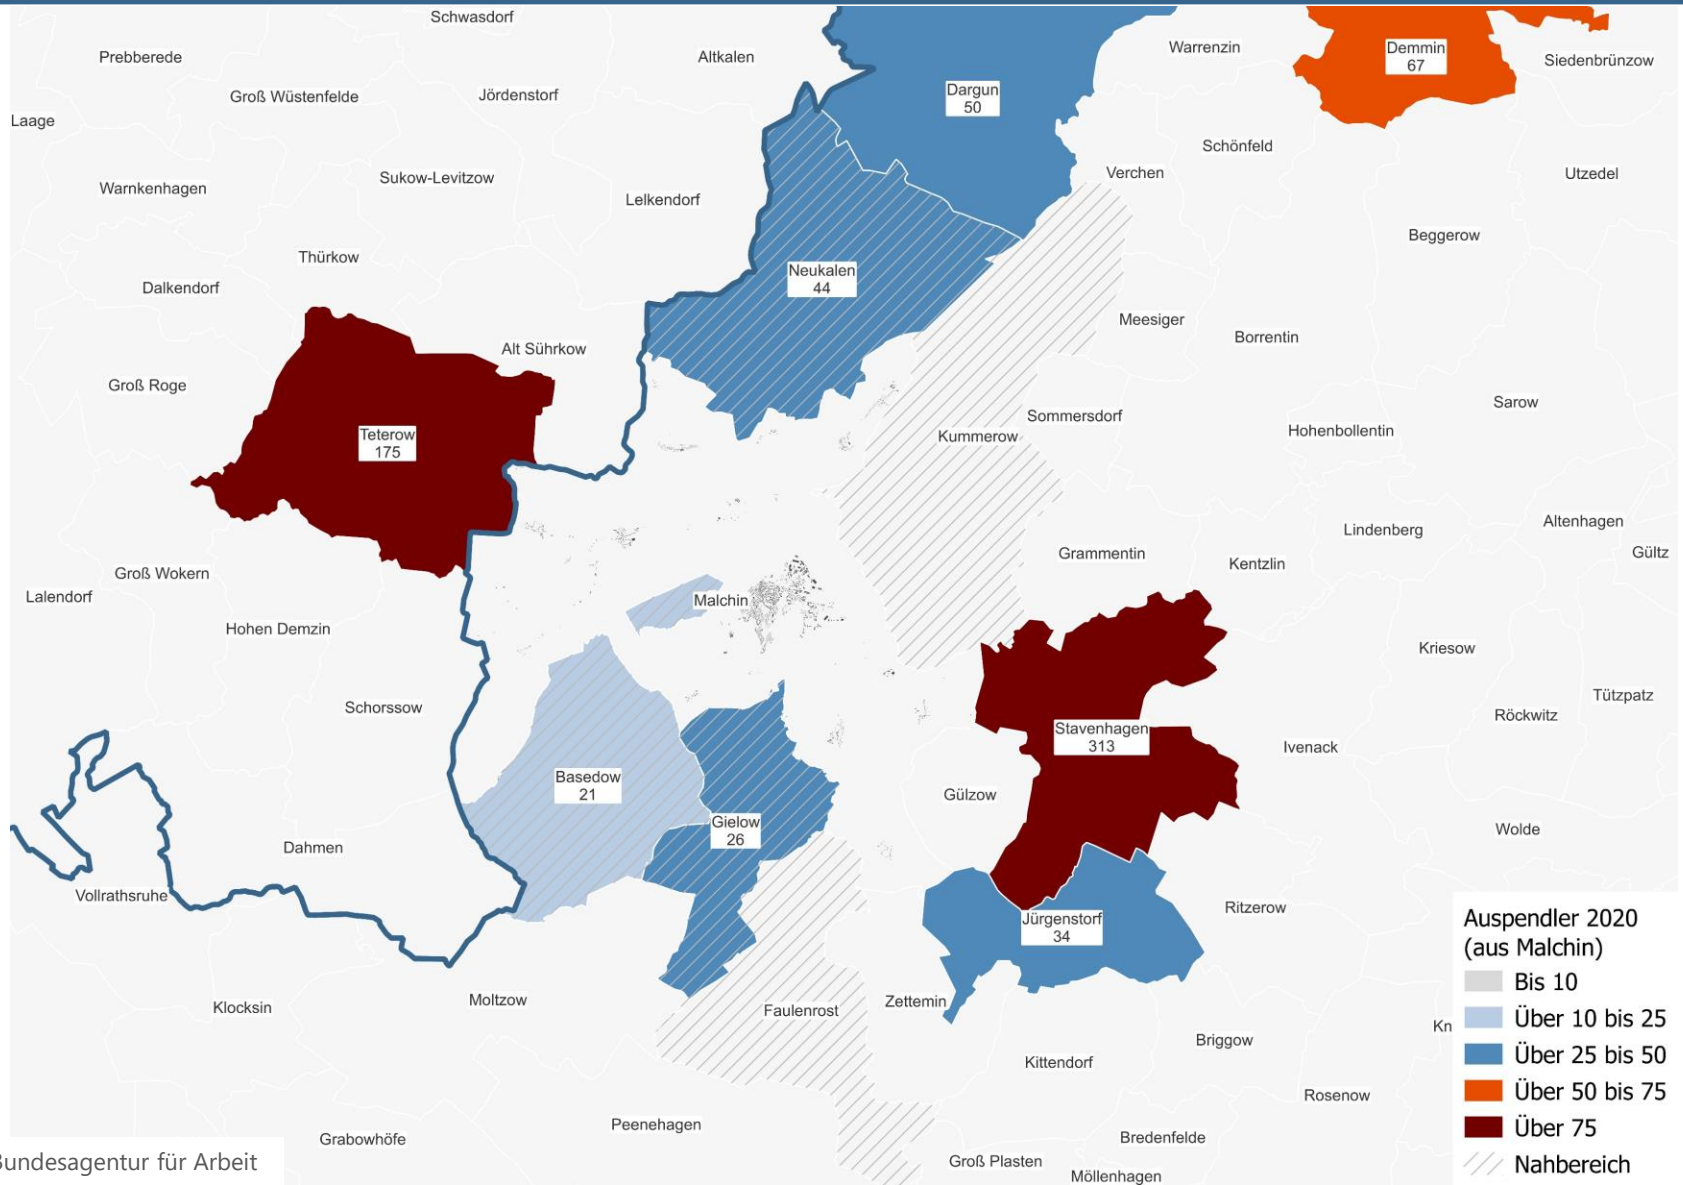 Schwasdorf
Prebberede
Altkalen
Warrenzin
Demmin
67
Siedenbrünzow
Groß Wüstenfelde
Jördenstorf
Dargun
50
Laage
Schönfeld
Warnkenhagen
Sukow-Levitzow
Lelkendorf
Verchen
Utzedel
Thürkow
Beggerow
Dalkendorf
Neukalen
44
Meesiger
Borrentin
Alt Sührkow
Groß Roge
Sarow
Teterow
175
Kummerow
Sommersdorf
Hohenbollentin
Lindenberg
Altenhagen
Gültz
Groß Wokern
Grammentin
Kentzlin
Lalendorf
Malchin
Hohen Demzin
Kriesow
Tützpatz
Schorssow
Röckwitz
Stavenhagen
313
Ivenack
Basedow
21
Gülzow
Gielow
26
Wolde
Dahmen
Vollrathsruhe
Jürgenstorf
34
Ritzerow
Klocksin
Moltzow
Faulenrost
Zettemin
Kn
Briggow
Kittendorf
Rosenow
Peenehagen
Grabowhöfe
Bredenfelde
Groß Plasten
Möllenhagen
Auspendler 2020
(aus Malchin)
Bis 10
Über 10 bis 25
Über 25 bis 50
Über 50 bis 75
Über 75
Nahbereich
Bundesagentur für Arbeit